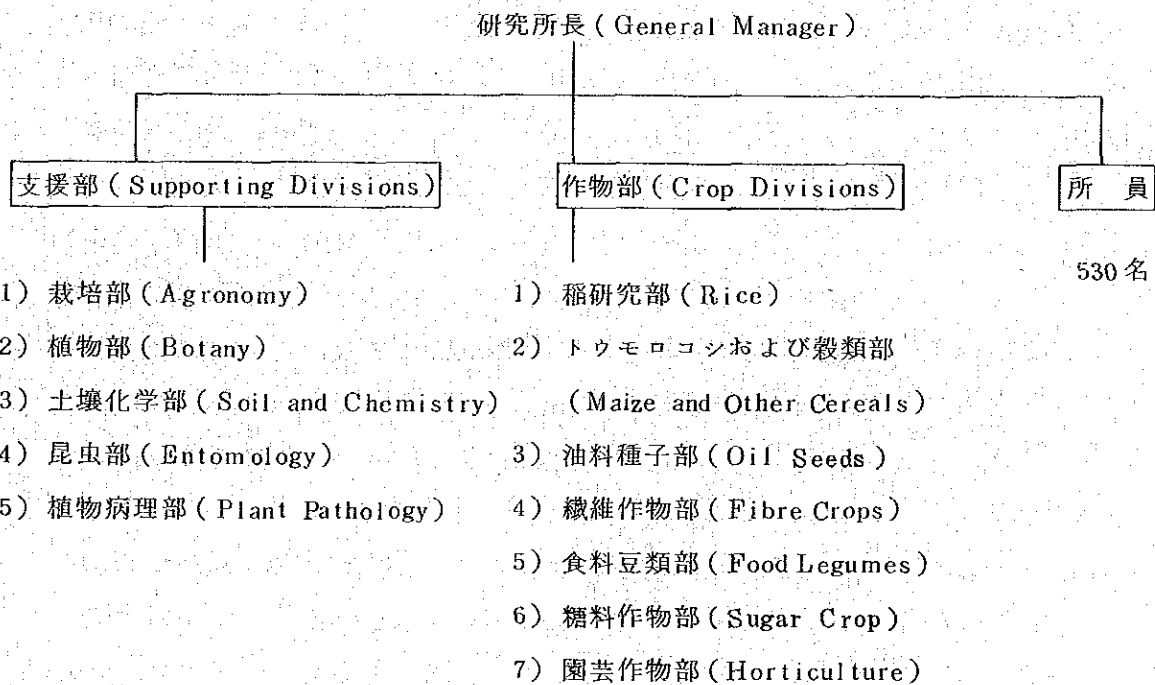 研究所長 ( General Manager )
支援部 ( Supporting Divisions )
作物部 ( Crop Divisions )
所 員
530 名
1) 栽培部 ( Agronomy )
2) 植物部 ( Botany )
3) 土壌化学部 ( Soil and Chemistry )
4) 昆虫部 ( Entomology )
5) 植物病理部 ( Plant Pathology )
1) 稲研究部 ( Rice )
2) トウモロコシおよび穀類部
( Maize and Other Cereals )
3) 油料種子部 ( Oil Seeds )
4) 繊維作物部 ( Fibre Crops )
5) 食料豆類部 ( Food Legumes )
6) 糖料作物部 ( Sugar Crop )
7) 園芸作物部 ( Horticulture )